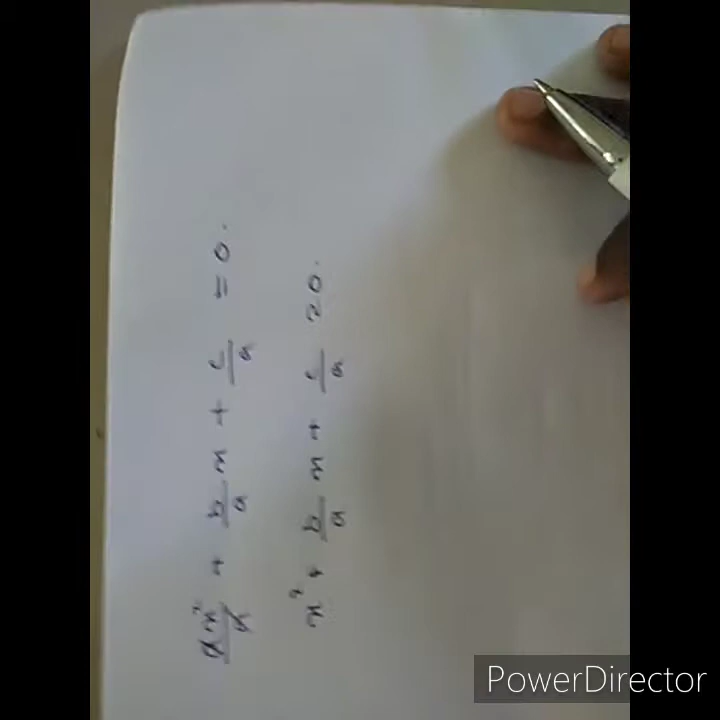 ax²/a + b/a x + c/a = 0.
x² + b/a x + c/a = 0.
PowerDirector